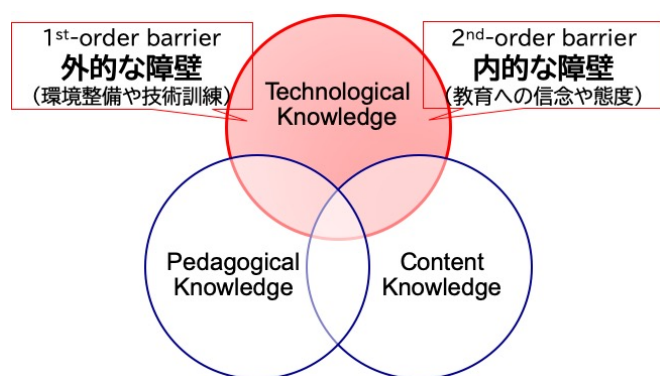 1st-order barrier
外的な障壁
（環境整備や技術訓練）
2nd-order barrier
内的な障壁
（教育への信念や態度）
Technological
Knowledge
Pedagogical
Knowledge
Content
Knowledge